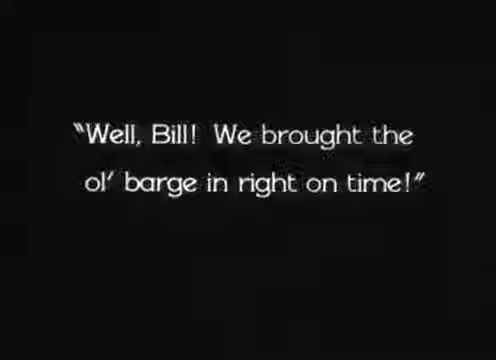 "Well, Bill! We brought the
ol' barge in right on time!"